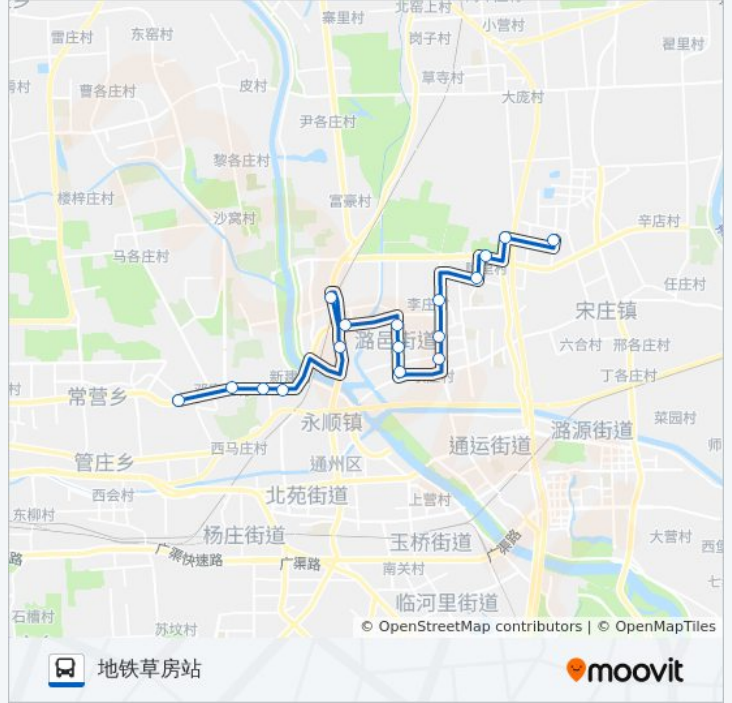 北窑上村
寨里村
小营村
雷庄村
东窑村
岗子村
翟里村
草寺村
曹各庄村
皮村
大庞村
尹各庄村
黎各庄村
楼梓庄村
富豪村
沙窝村
辛店村
马各庄村
任庄村
李庄
宋庄镇
潞邑街道
六合村
邢各庄村
新建
丁各庄村
村
常营乡
永顺镇
菜园村
潞源街道
西马庄村
通运街道
师
管庄乡
通州区
西会村
北苑街道
上营村
东柳村
杨庄街道
玉桥街道
大营村
广渠路
广渠快速路
广渠路
路
南关村
七
临河里街道
石槽村
苏坟村
© OpenStreetMap contributors | © OpenMapTiles
地铁草房站
moovit